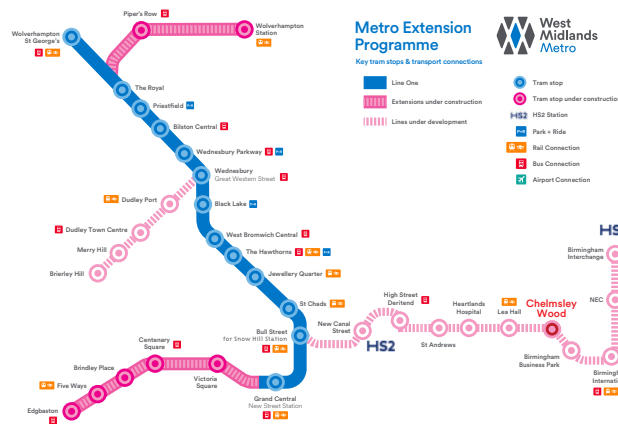 Metro Extension
Programme
Key tram stops & transport connections
West
Midlands
Metro
Line One
Extensions under construction
Lines under development
Tram stop
Tram stop under constructio
HS2 HS2 Station
Park + Ride
Rail Connection
Bus Connection
Airport Connection
Piper's Row
Wolverhampton
St George's
Wolverhampton
Station
The Royal
Priestfield
Bilston Central
Wednesbury Parkway
Wednesbury
Great Western Street
Dudley Port
Black Lake
Dudley Town Centre
West Bromwich Central
Merry Hill
The Hawthorns
Brierley Hill
Jewellery Quarter
St Chads
Bull Street
for Snow Hill Station
New Canal
Street
HS2
High Street
Deritend
St Andrews
Heartlands
Hospital
Lea Hall
Chelmsley
Wood
Birmingham
Business Park
HS
Birmingham
Interchange
NEC
Birmingh
Internati
Centenary
Square
Brindley Place
Five Ways
Edgbaston
Victoria
Square
Grand Central
New Street Station